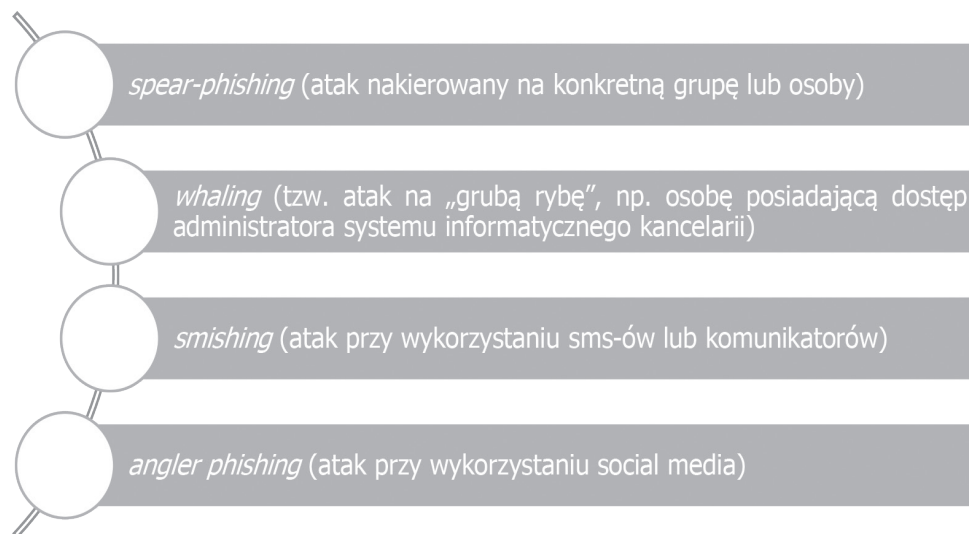 spear-phishing (atak nakierowany na konkretną grupę lub osoby)
whaling (tzw. atak na „grubą rybę”, np. osobę posiadającą dostęp
administratora systemu informatycznego kancelarii)
smishing (atak przy wykorzystaniu sms-ów lub komunikatorów)
angler phishing (atak przy wykorzystaniu social media)